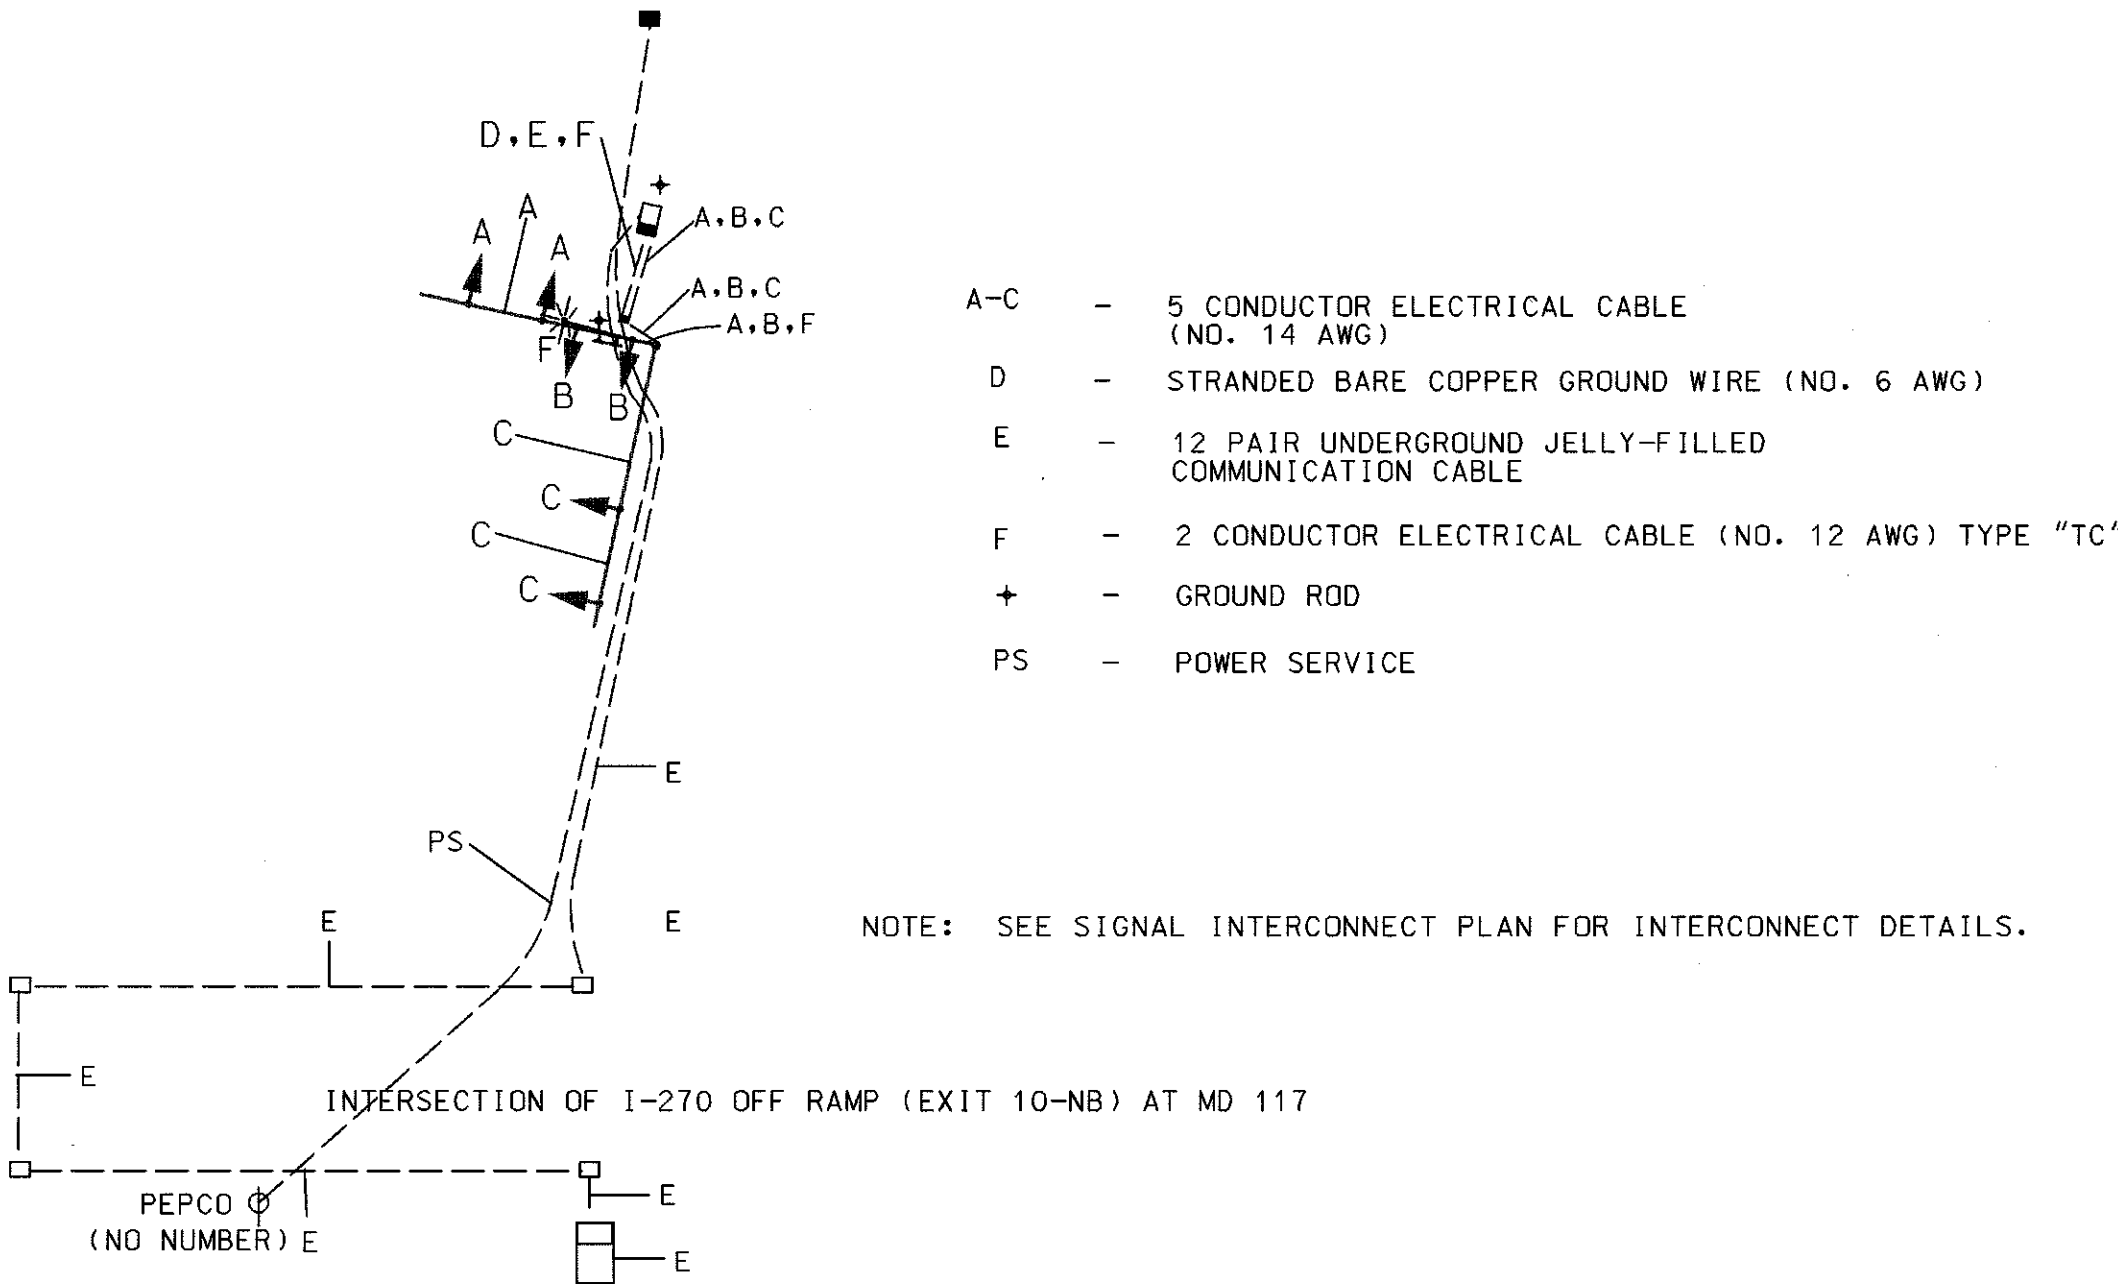 D,E,F
A
A
A
A,B,C
A,B,C
A,B,F
F
B
B
C
C
C
C
A-C - 5 CONDUCTOR ELECTRICAL CABLE
(NO. 14 AWG)
D - STRANDED BARE COPPER GROUND WIRE (NO. 6 AWG)
E - 12 PAIR UNDERGROUND JELLY-FILLED
COMMUNICATION CABLE
F - 2 CONDUCTOR ELECTRICAL CABLE (NO. 12 AWG) TYPE "TC"
- GROUND ROD
PS - POWER SERVICE
E
PS
E
E
NOTE: SEE SIGNAL INTERCONNECT PLAN FOR INTERCONNECT DETAILS.
E
INTERSECTION OF I-270 OFF RAMP (EXIT 10-NB) AT MD 117
PEPCO
(NO NUMBER)
E
E
E